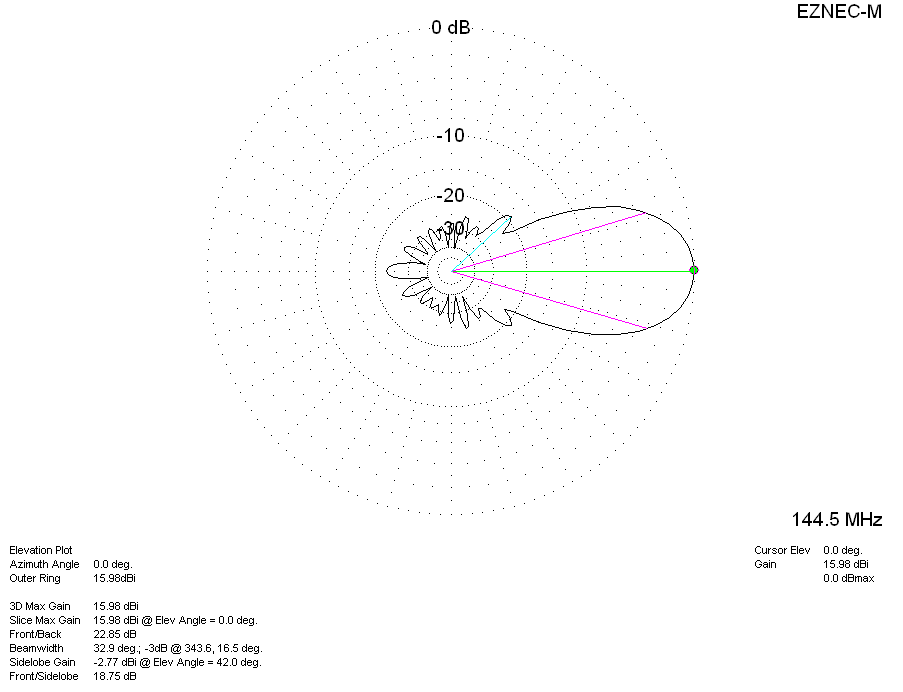 EZNEC-M
0 dB
-10
-20
-30
144.5 MHz
Elevation Plot
Azimuth Angle 0.0 deg.
Outer Ring 15.98dBi
Cursor Elev 0.0 deg.
Gain 15.98 dBi
0.0 dBmax
3D Max Gain 15.98 dBi
Slice Max Gain 15.98 dBi @ Elev Angle = 0.0 deg.
Front/Back 22.85 dB
Beamwidth 32.9 deg.; -3dB @ 343.6, 16.5 deg.
Sidelobe Gain -2.77 dBi @ Elev Angle = 42.0 deg.
Front/Sidelobe 18.75 dB